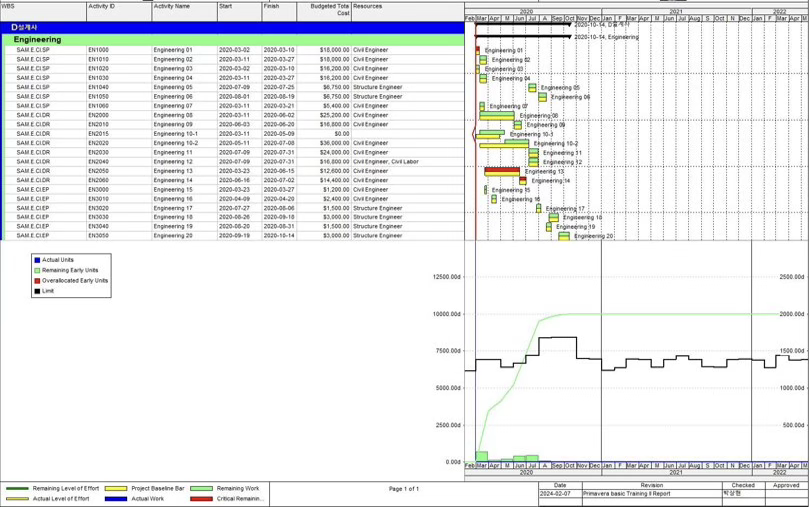 WBS Activity ID Activity Name Start Finish Budgeted Total Cost Resources
2020 2021 2022
Feb Mar Apr M Jun Jul A Sep Oct Nov Dec Jan F Mar Apr M Jun Jul A S Oct N Dec Jan F Mar Apr M
D설계사
2020-10-14, D설계사
Engineering
2020-10-14, Engineering
SAM.E.CI.SP EN1000 Engineering 01 2020-03-02 2020-03-10 $18,000.00 Civil Engineer Engineering 01
SAM.E.CI.SP EN1010 Engineering 02 2020-03-11 2020-03-27 $18,000.00 Civil Engineer Engineering 02
SAM.E.CI.SP EN1020 Engineering 03 2020-03-02 2020-03-10 $16,200.00 Civil Engineer Engineering 03
SAM.E.CI.SP EN1030 Engineering 04 2020-03-11 2020-03-27 $16,200.00 Civil Engineer Engineering 04
SAM.E.CI.SP EN1040 Engineering 05 2020-07-09 2020-07-25 $6,750.00 Structure Engineer Engineering 05
SAM.E.CI.SP EN1050 Engineering 06 2020-08-01 2020-08-19 $6,750.00 Structure Engineer Engineering 06
SAM.E.CI.SP EN1060 Engineering 07 2020-03-11 2020-03-21 $5,400.00 Civil Engineer Engineering 07
SAM.E.CI.DR EN2000 Engineering 08 2020-03-11 2020-06-02 $25,200.00 Civil Engineer Engineering 08
SAM.E.CI.DR EN2010 Engineering 09 2020-06-03 2020-06-20 $16,800.00 Civil Engineer Engineering 09
SAM.E.CI.DR EN2015 Engineering 10-1 2020-03-11 2020-05-09 $0.00 Engineering 10-1
SAM.E.CI.DR EN2020 Engineering 10-2 2020-05-11 2020-07-08 $36,000.00 Civil Engineer Engineering 10-2
SAM.E.CI.DR EN2030 Engineering 11 2020-07-09 2020-07-31 $24,000.00 Civil Engineer Engineering 11
SAM.E.CI.DR EN2040 Engineering 12 2020-07-09 2020-07-31 $16,800.00 Civil Engineer, Civil Labor Engineering 12
SAM.E.CI.DR EN2050 Engineering 13 2020-03-23 2020-06-15 $12,600.00 Civil Engineer Engineering 13
SAM.E.CI.DR EN2060 Engineering 14 2020-06-16 2020-07-02 $14,400.00 Civil Engineer Engineering 14
SAM.E.CI.EP EN3000 Engineering 15 2020-03-23 2020-03-27 $1,200.00 Civil Engineer Engineering 15
SAM.E.CI.EP EN3010 Engineering 16 2020-04-09 2020-04-20 $2,400.00 Civil Engineer Engineering 16
SAM.E.CI.EP EN3020 Engineering 17 2020-07-27 2020-08-06 $1,500.00 Structure Engineer Engineering 17
SAM.E.CI.EP EN3030 Engineering 18 2020-08-26 2020-09-18 $3,000.00 Structure Engineer Engineering 18
SAM.E.CI.EP EN3040 Engineering 19 2020-08-20 2020-08-31 $1,500.00 Structure Engineer Engineering 19
SAM.E.CI.EP EN3050 Engineering 20 2020-09-19 2020-10-14 $3,000.00 Structure Engineer Engineering 20
Actual Units
Remaining Early Units
Overallocated Early Units
Limit
12500.00d 2500.00d
10000.00d 2000.00d
7500.00d 1500.00d
5000.00d 1000.00d
2500.00d 500.00d
0.00d
Feb Mar Apr M Jun Jul A Sep Oct Nov Dec Jan F Mar Apr M Jun Jul A S Oct N Dec Jan F Mar Apr M
2020 2021 2022
Remaining Level of Effort Project Baseline Bar Remaining Work
Actual Level of Effort Actual Work Critical Remainin...
Page 1 of 1
Date Revision Checked Approved
2024-02-07 Primavera basic Training II Report 박상현